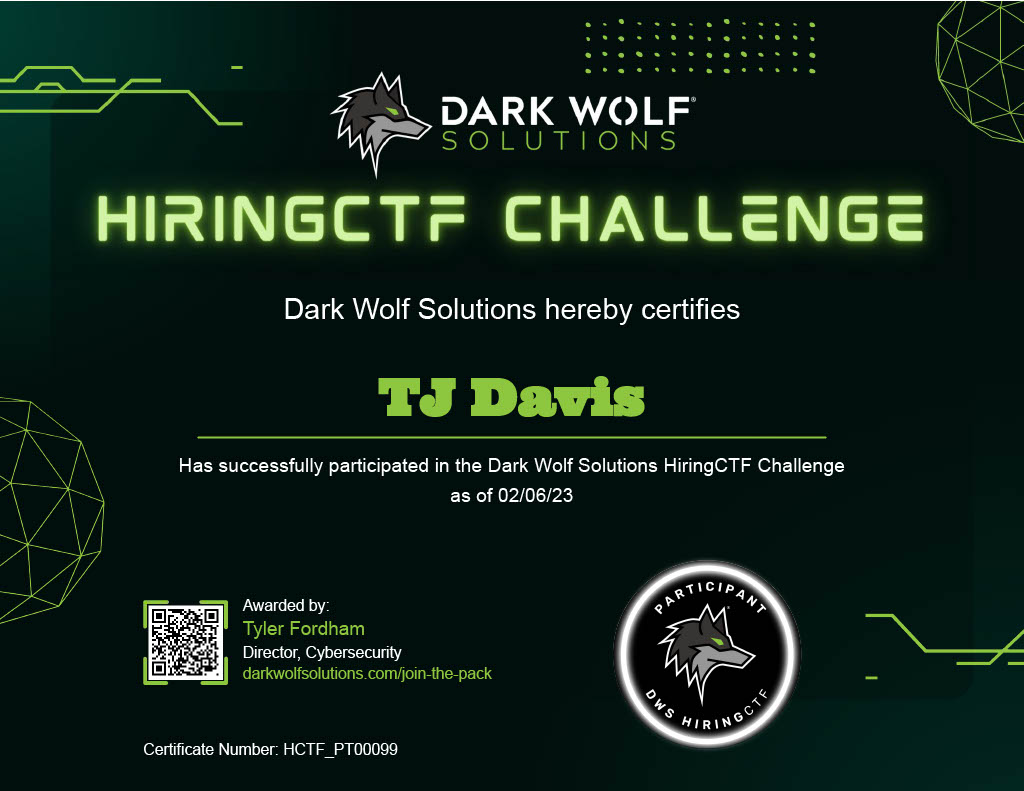 DARK WOLF®
SOLUTIONS
HIRINGCTF CHALLENGE
Dark Wolf Solutions hereby certifies
TJ Davis
Has successfully participated in the Dark Wolf Solutions HiringCTF Challenge
as of 02/06/23
Awarded by:
Tyler Fordham
Director, Cybersecurity
darkwolfsolutions.com/join-the-pack
PARTICIPANT
DWS HIRINGCTF
Certificate Number: HCTF_PT00099